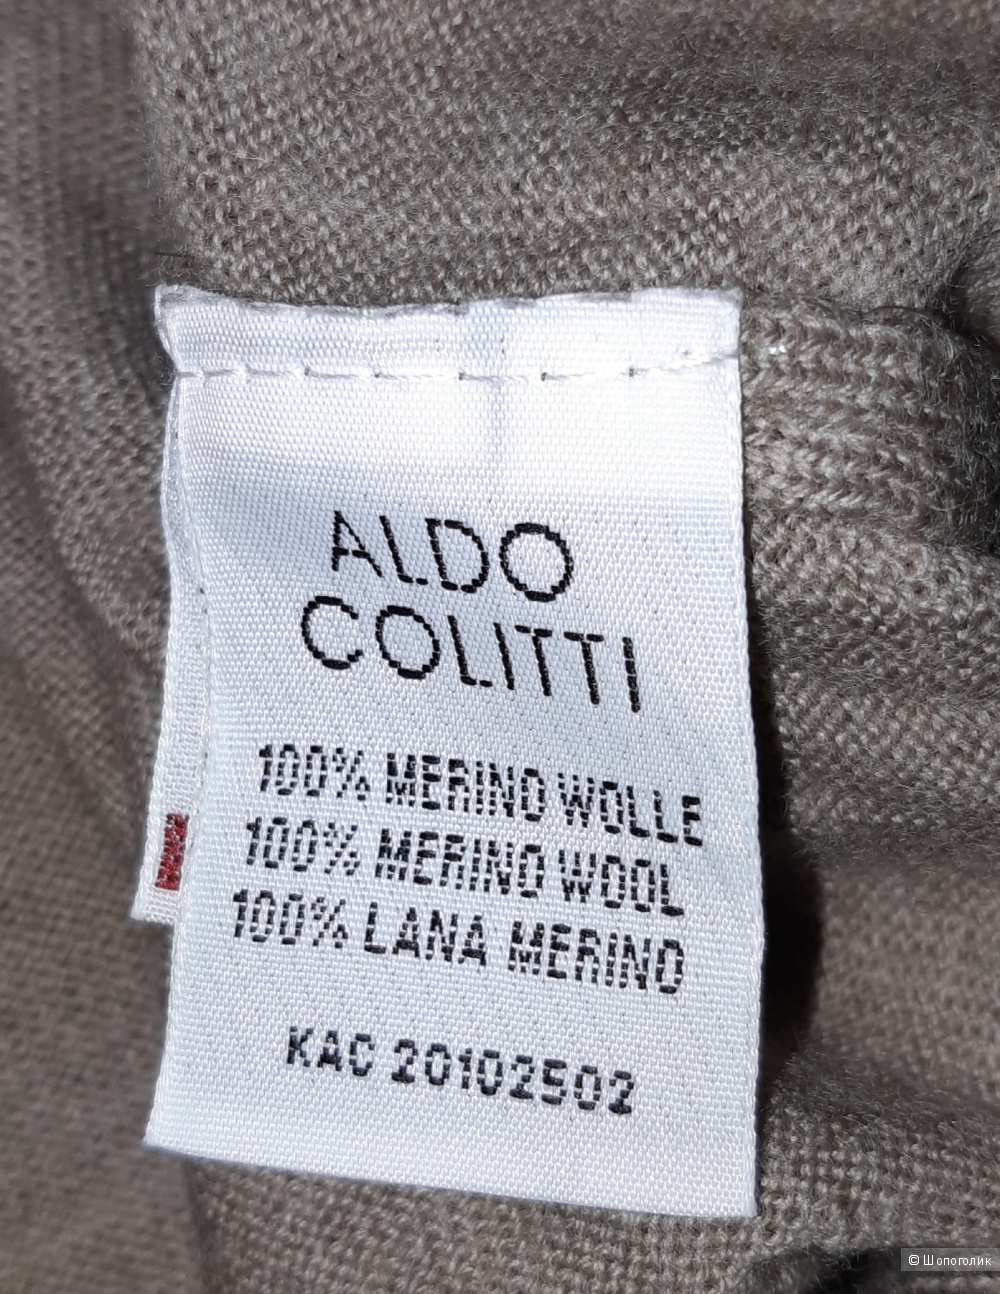 ALDO
COLITTI
100% MERINO WOLLE
100% MERINO WOOL
100% LANA MERINO
KAC 20102502
© Шопоголик